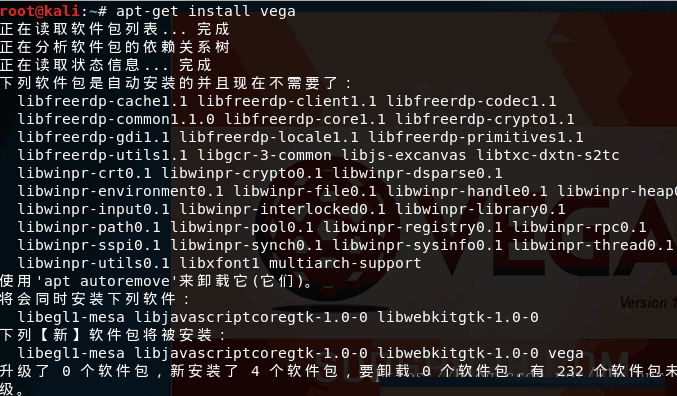 root@kali:~# apt-get install vega
正在读取软件包列表... 完成
正在分析软件包的依赖关系树
正在读取状态信息... 完成
下列软件包是自动安装的并且现在不需要了：
libfreerdp-cache1.1 libfreerdp-client1.1 libfreerdp-codec1.1
libfreerdp-common1.1.0 libfreerdp-core1.1 libfreerdp-crypto1.1
libfreerdp-gdi1.1 libfreerdp-locale1.1 libfreerdp-primitives1.1
libfreerdp-utils1.1 libgcr-3-common libjs-excanvas libtxc-dxtn-s2tc
libwinpr-crt0.1 libwinpr-crypto0.1 libwinpr-dsparse0.1
libwinpr-environment0.1 libwinpr-file0.1 libwinpr-handle0.1 libwinpr-heap0
libwinpr-input0.1 libwinpr-interlocked0.1 libwinpr-library0.1
libwinpr-path0.1 libwinpr-pool0.1 libwinpr-registry0.1 libwinpr-rpc0.1
libwinpr-sspi0.1 libwinpr-synch0.1 libwinpr-sysinfo0.1 libwinpr-thread0.1
libwinpr-utils0.1 libxfont1 multiarch-support
使用'apt autoremove'来卸载它(它们)。
将会同时安装下列软件：
libegl1-mesa libjavascriptcoregtk-1.0-0 libwebkitgtk-1.0-0
下列【新】软件包将被安装：
libegl1-mesa libjavascriptcoregtk-1.0-0 libwebkitgtk-1.0-0 vega
升级了 0 个软件包，新安装了 4 个软件包，要卸载 0 个软件包，有 232 个软件包未
级。
VEGA
Version 1